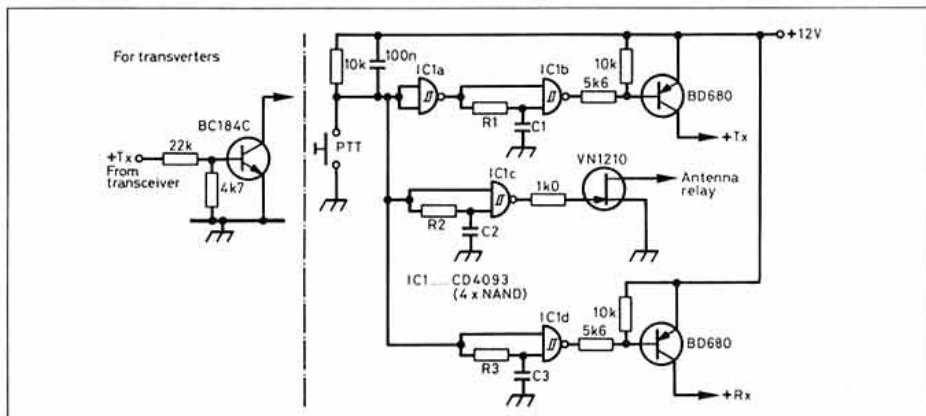 For transverters
BC184C
22k
+Tx
From
transceiver
4k7
10k
100n
PTT
IC1a
R1
C1
IC1b
5k6
10k
+12V
BD680
+Tx
IC1c
R2
C2
1k0
VN1210
Antenna
relay
IC1....CD4093
(4 x NAND)
IC1d
R3
C3
5k6
10k
BD680
+Rx